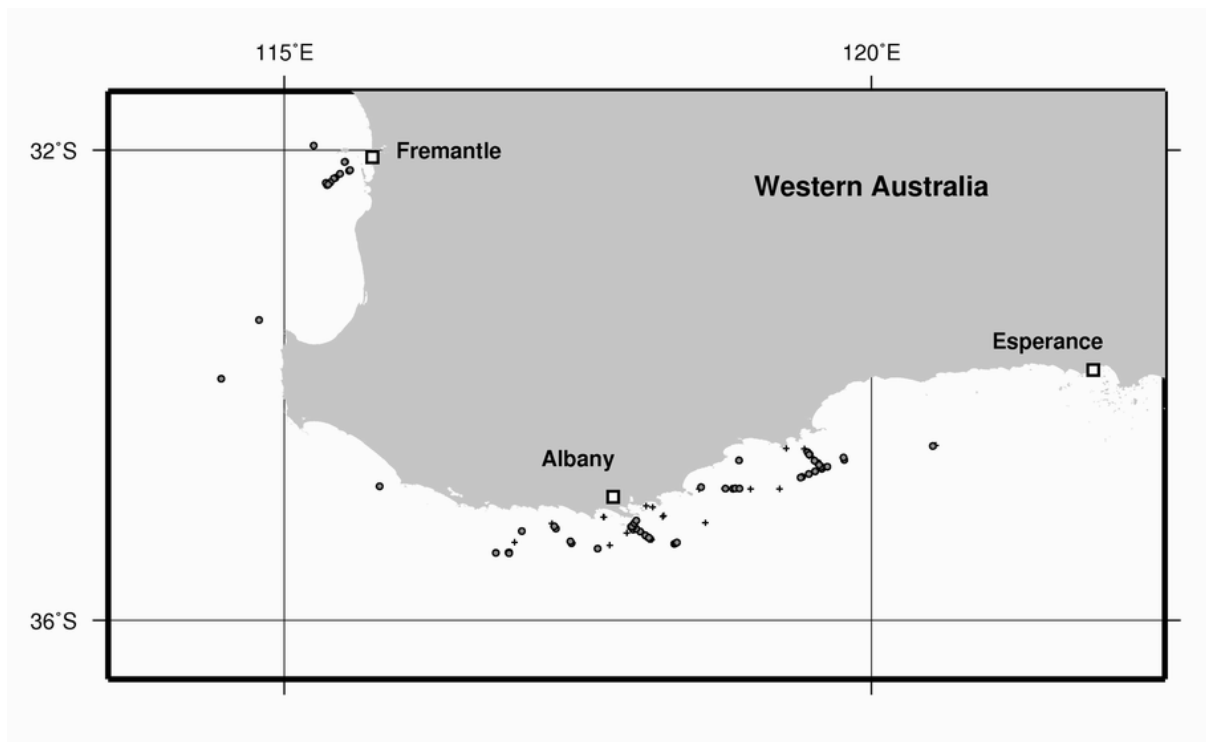 115°E 120°E
32°S
Fremantle
Western Australia
Esperance
Albany
36°S